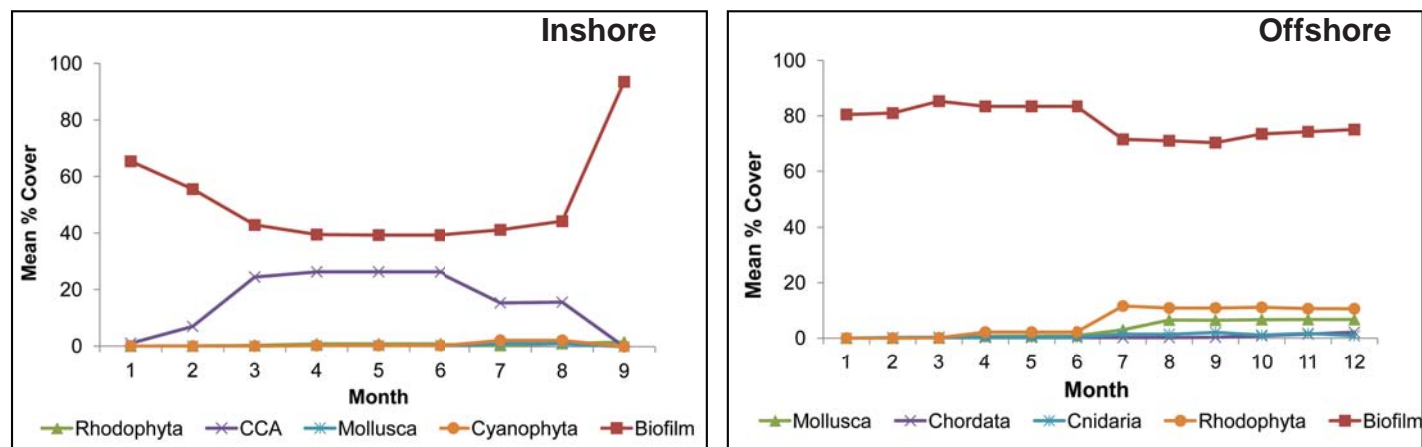 Inshore
100
80
60
40
20
0
Mean % Cover
1 2 3 4 5 6 7 8 9
Month
Rhodophyta CCA Mollusca Cyanophyta Biofilm
Offshore
100
80
60
40
20
0
Mean % Cover
1 2 3 4 5 6 7 8 9 10 11 12
Month
Mollusca Chordata Cnidaria Rhodophyta Biofilm